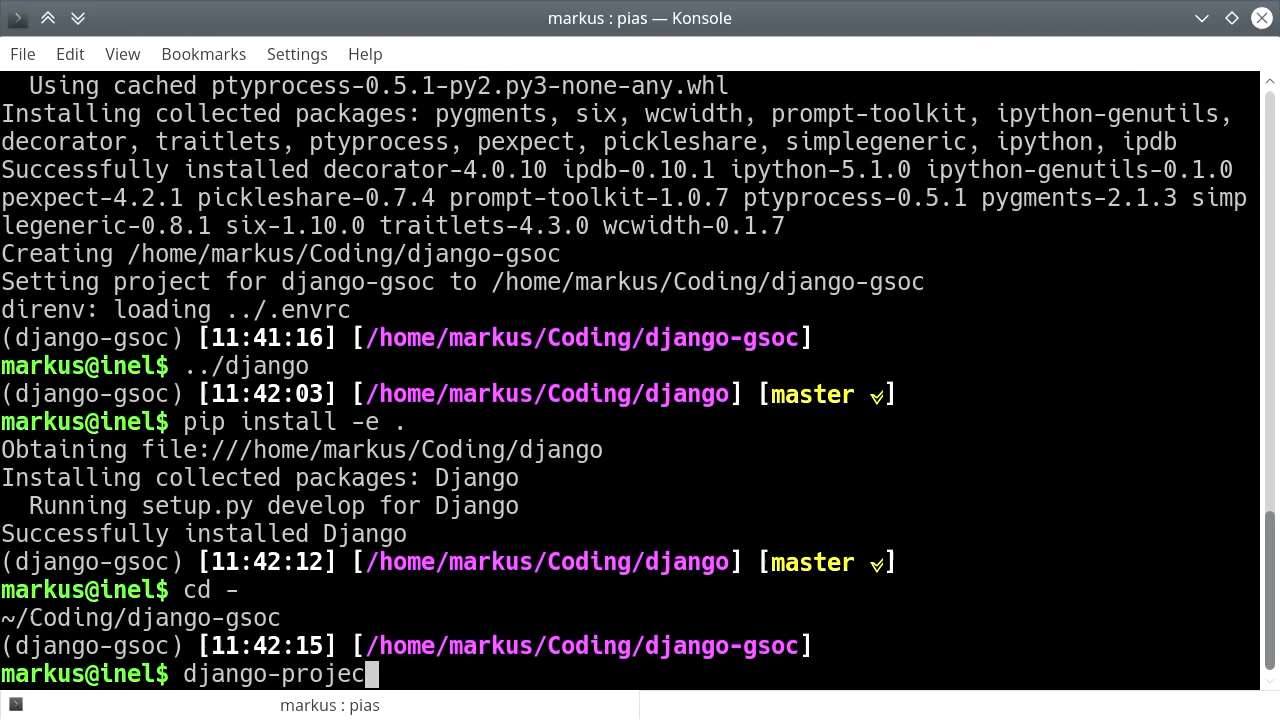 markus : pias — Konsole
File Edit View Bookmarks Settings Help
Using cached ptyprocess-0.5.1-py2.py3-none-any.whl
Installing collected packages: pygments, six, wcwidth, prompt-toolkit, ipython-genutils,
decorator, traitlets, ptyprocess, pexpect, pickleshare, simplegeneric, ipython, ipdb
Successfully installed decorator-4.0.10 ipdb-0.10.1 ipython-5.1.0 ipython-genutils-0.1.0
pexpect-4.2.1 pickleshare-0.7.4 prompt-toolkit-1.0.7 ptyprocess-0.5.1 pygments-2.1.3 simp
legeneric-0.8.1 six-1.10.0 traitlets-4.3.0 wcwidth-0.1.7
Creating /home/markus/Coding/django-gsoc
Setting project for django-gsoc to /home/markus/Coding/django-gsoc
direnv: loading ../.envrc
(django-gsoc) [11:41:16] [/home/markus/Coding/django-gsoc]
markus@inel$ ../django
(django-gsoc) [11:42:03] [/home/markus/Coding/django] [master ✓]
markus@inel$ pip install -e .
Obtaining file:///home/markus/Coding/django
Installing collected packages: Django
Running setup.py develop for Django
Successfully installed Django
(django-gsoc) [11:42:12] [/home/markus/Coding/django] [master ✓]
markus@inel$ cd -
~/Coding/django-gsoc
(django-gsoc) [11:42:15] [/home/markus/Coding/django-gsoc]
markus@inel$ django-projec
markus : pias